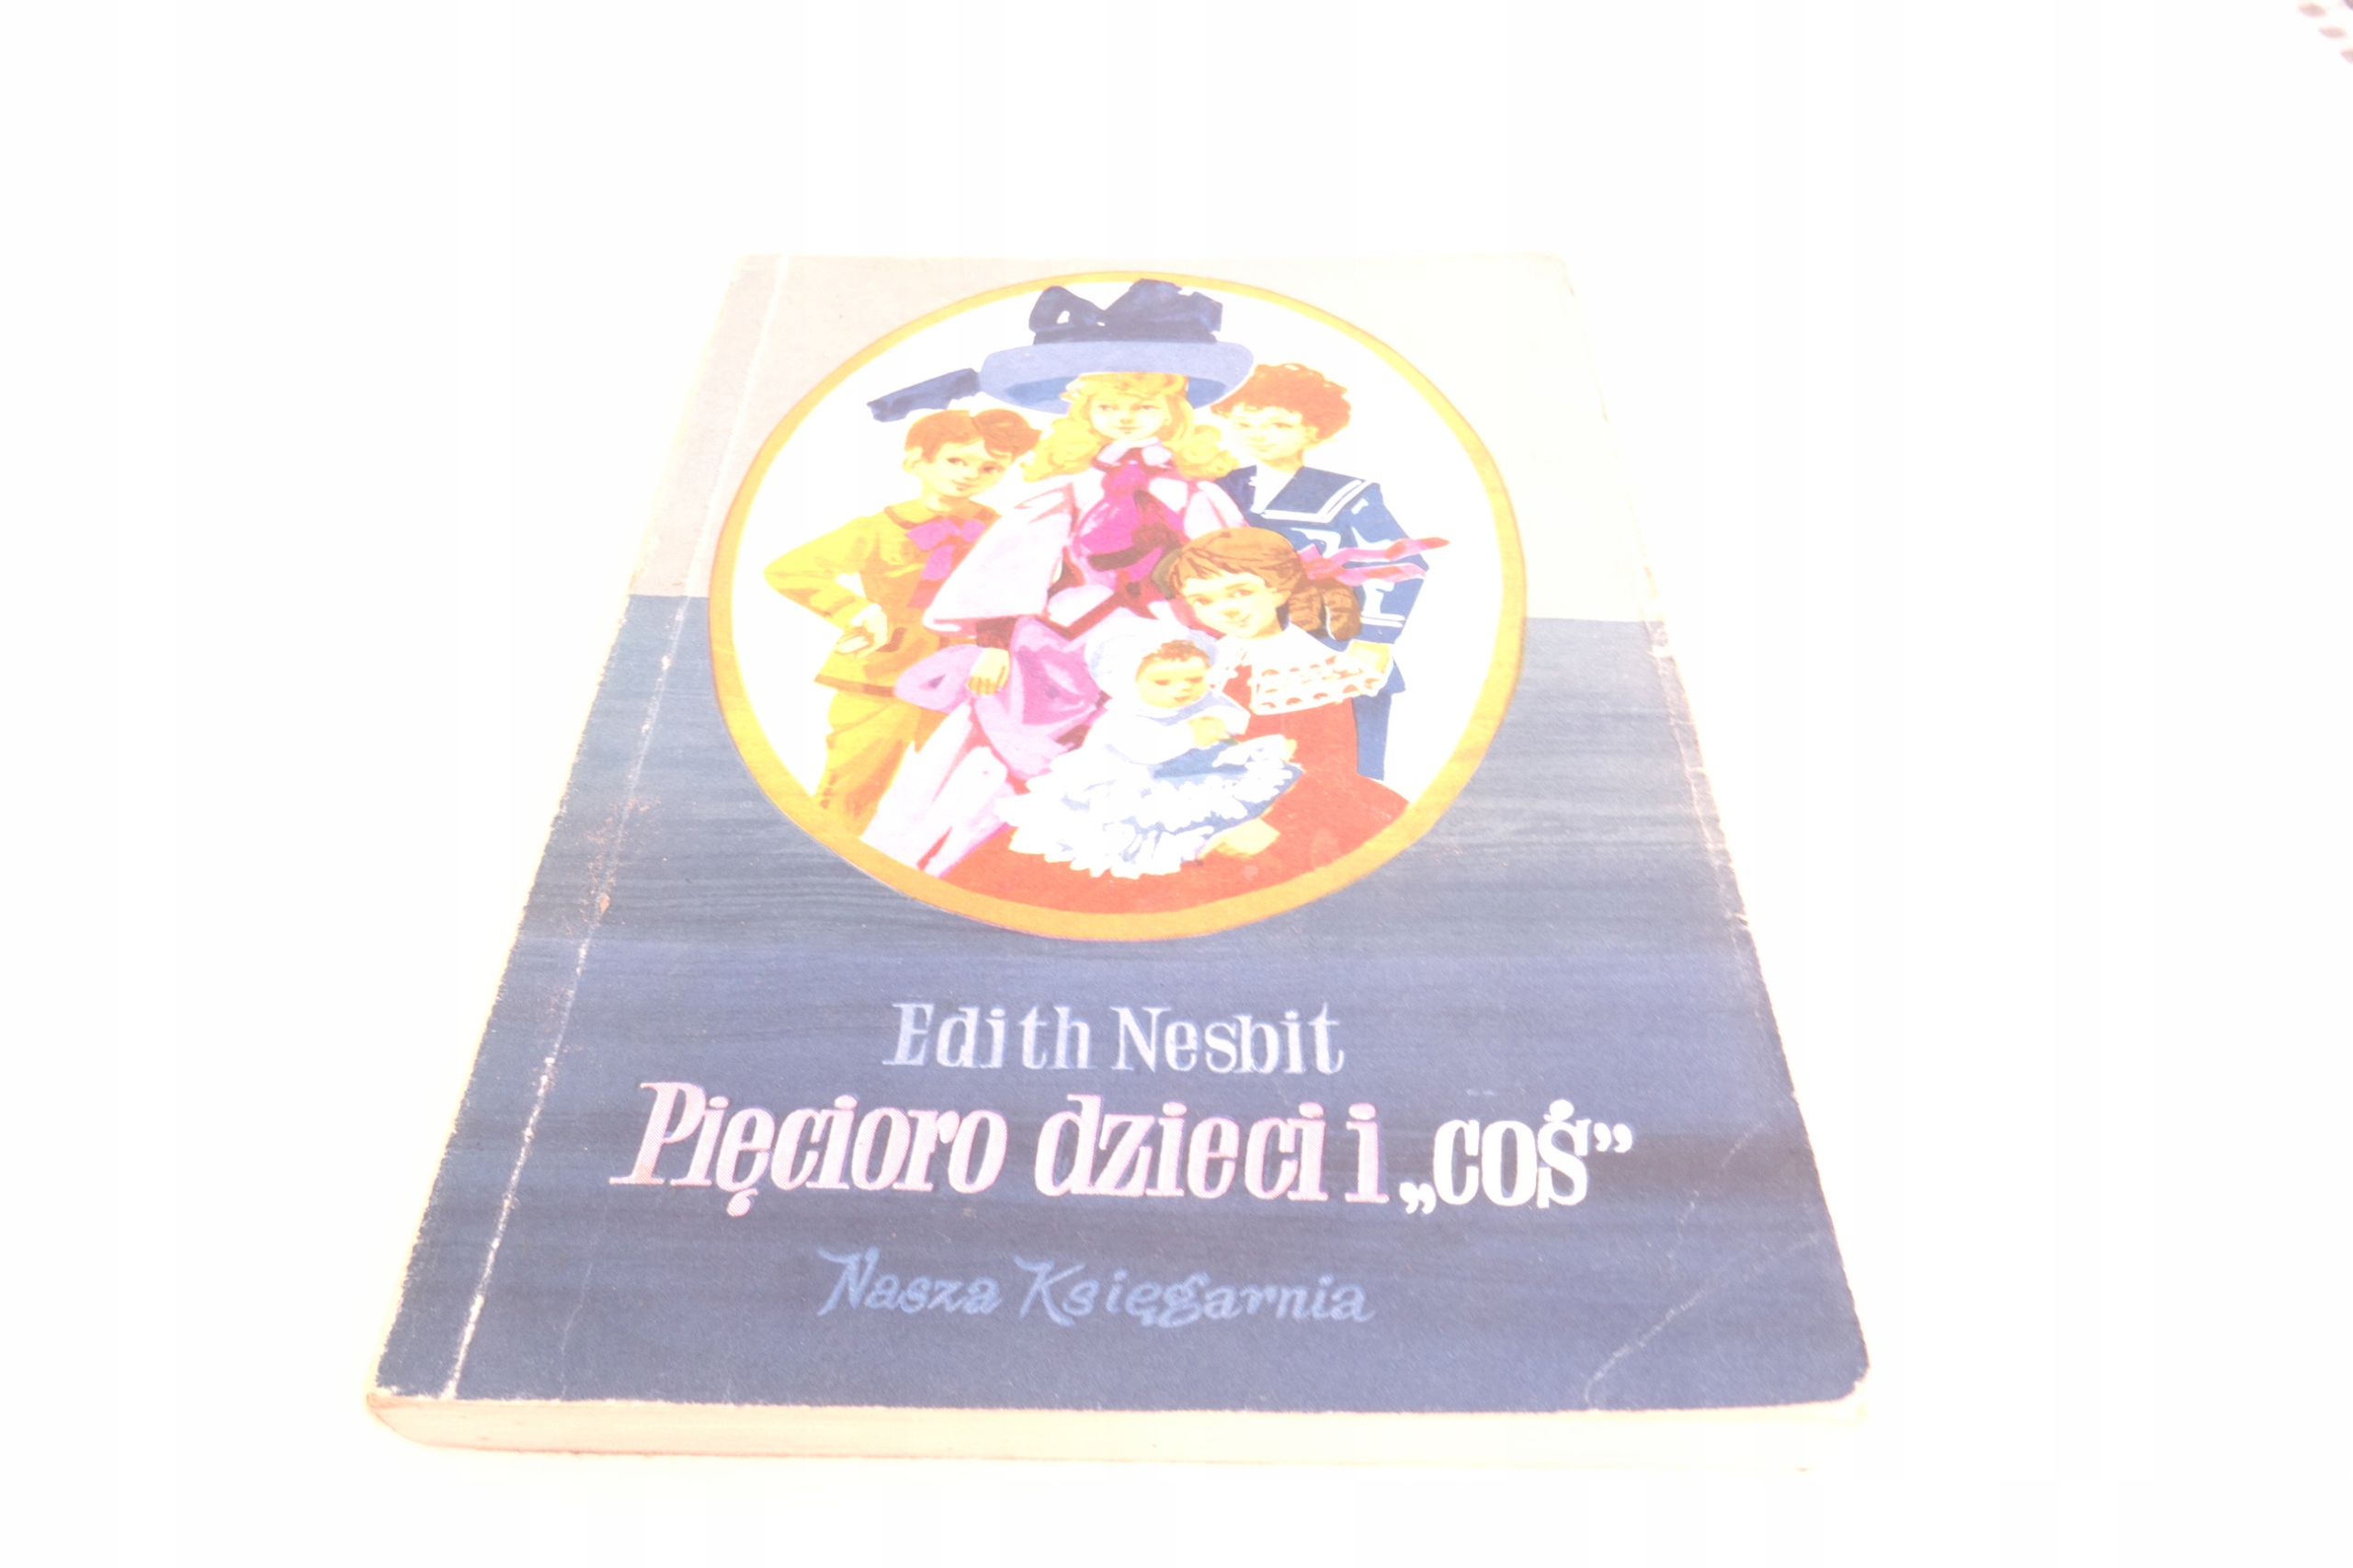 Edith Nesbit
Pięcioro dzieci i „coś”
Nasza Księgarnia